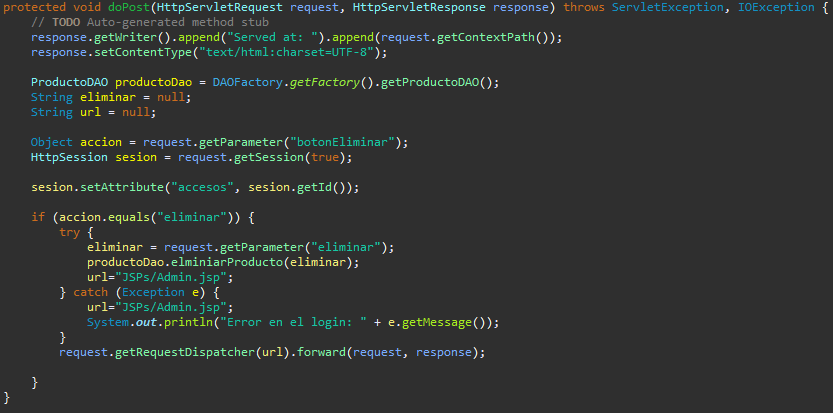 protected void doPost(HttpServletRequest request, HttpServletResponse response) throws ServletException, IOException {
// TODO Auto-generated method stub
response.getWriter().append("Served at: ").append(request.getContextPath());
response.setContentType("text/html:charset=UTF-8");
ProductoDAO productoDao = DAOFactory.getFactory().getProductoDAO();
String eliminar = null;
String url = null;
Object accion = request.getParameter("botonEliminar");
HttpSession sesion = request.getSession(true);
sesion.setAttribute("accesos", sesion.getId());
if (accion.equals("eliminar")) {
try {
eliminar = request.getParameter("eliminar");
productoDao.elminiarProducto(eliminar);
url="JSPs/Admin.jsp";
} catch (Exception e) {
url="JSPs/Admin.jsp";
System.out.println("Error en el login: " + e.getMessage());
}
request.getRequestDispatcher(url).forward(request, response);
}
}